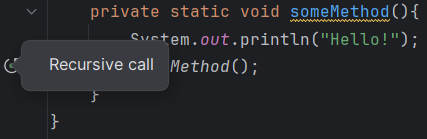 private static void someMethod(){
System.out.println("Hello!");
Recursive call
Method();
}
}